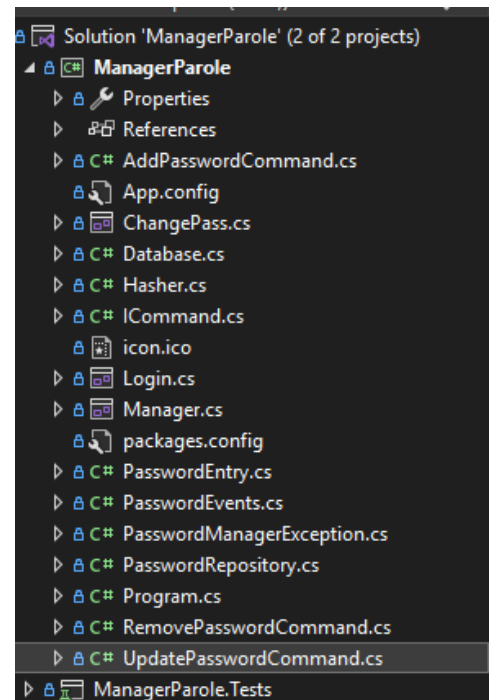 Solution 'ManagerParole' (2 of 2 projects)
C# ManagerParole
Properties
References
C# AddPasswordCommand.cs
App.config
ChangePass.cs
C# Database.cs
C# Hasher.cs
C# ICommand.cs
icon.ico
Login.cs
Manager.cs
packages.config
C# PasswordEntry.cs
C# PasswordEvents.cs
C# PasswordManagerException.cs
C# PasswordRepository.cs
C# Program.cs
C# RemovePasswordCommand.cs
C# UpdatePasswordCommand.cs
ManagerParole.Tests